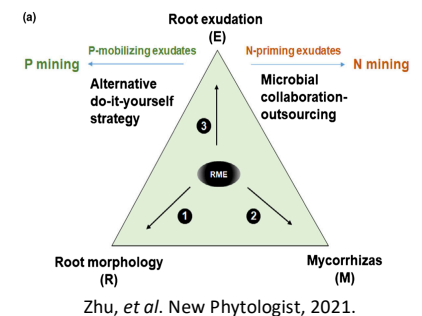 (a)
Root exudation
(E)
P-mobilizing exudates
N-priming exudates
P mining
N mining
Alternative
do-it-yourself
strategy
Microbial
collaboration-
outsourcing
3
RME
1
2
Root morphology
(R)
Mycorrhizas
(M)
Zhu, et al. New Phytologist, 2021.